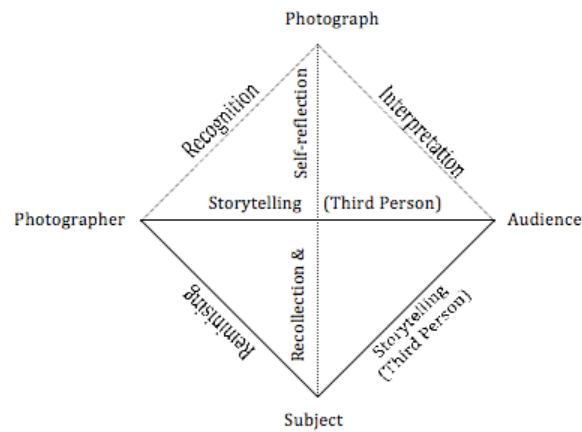 Photograph
Recognition
Self-reflection
Interpretation
Storytelling (Third Person)
Photographer
Audience
Reminising
Recollection &
Storytelling
(Third Person)
Subject